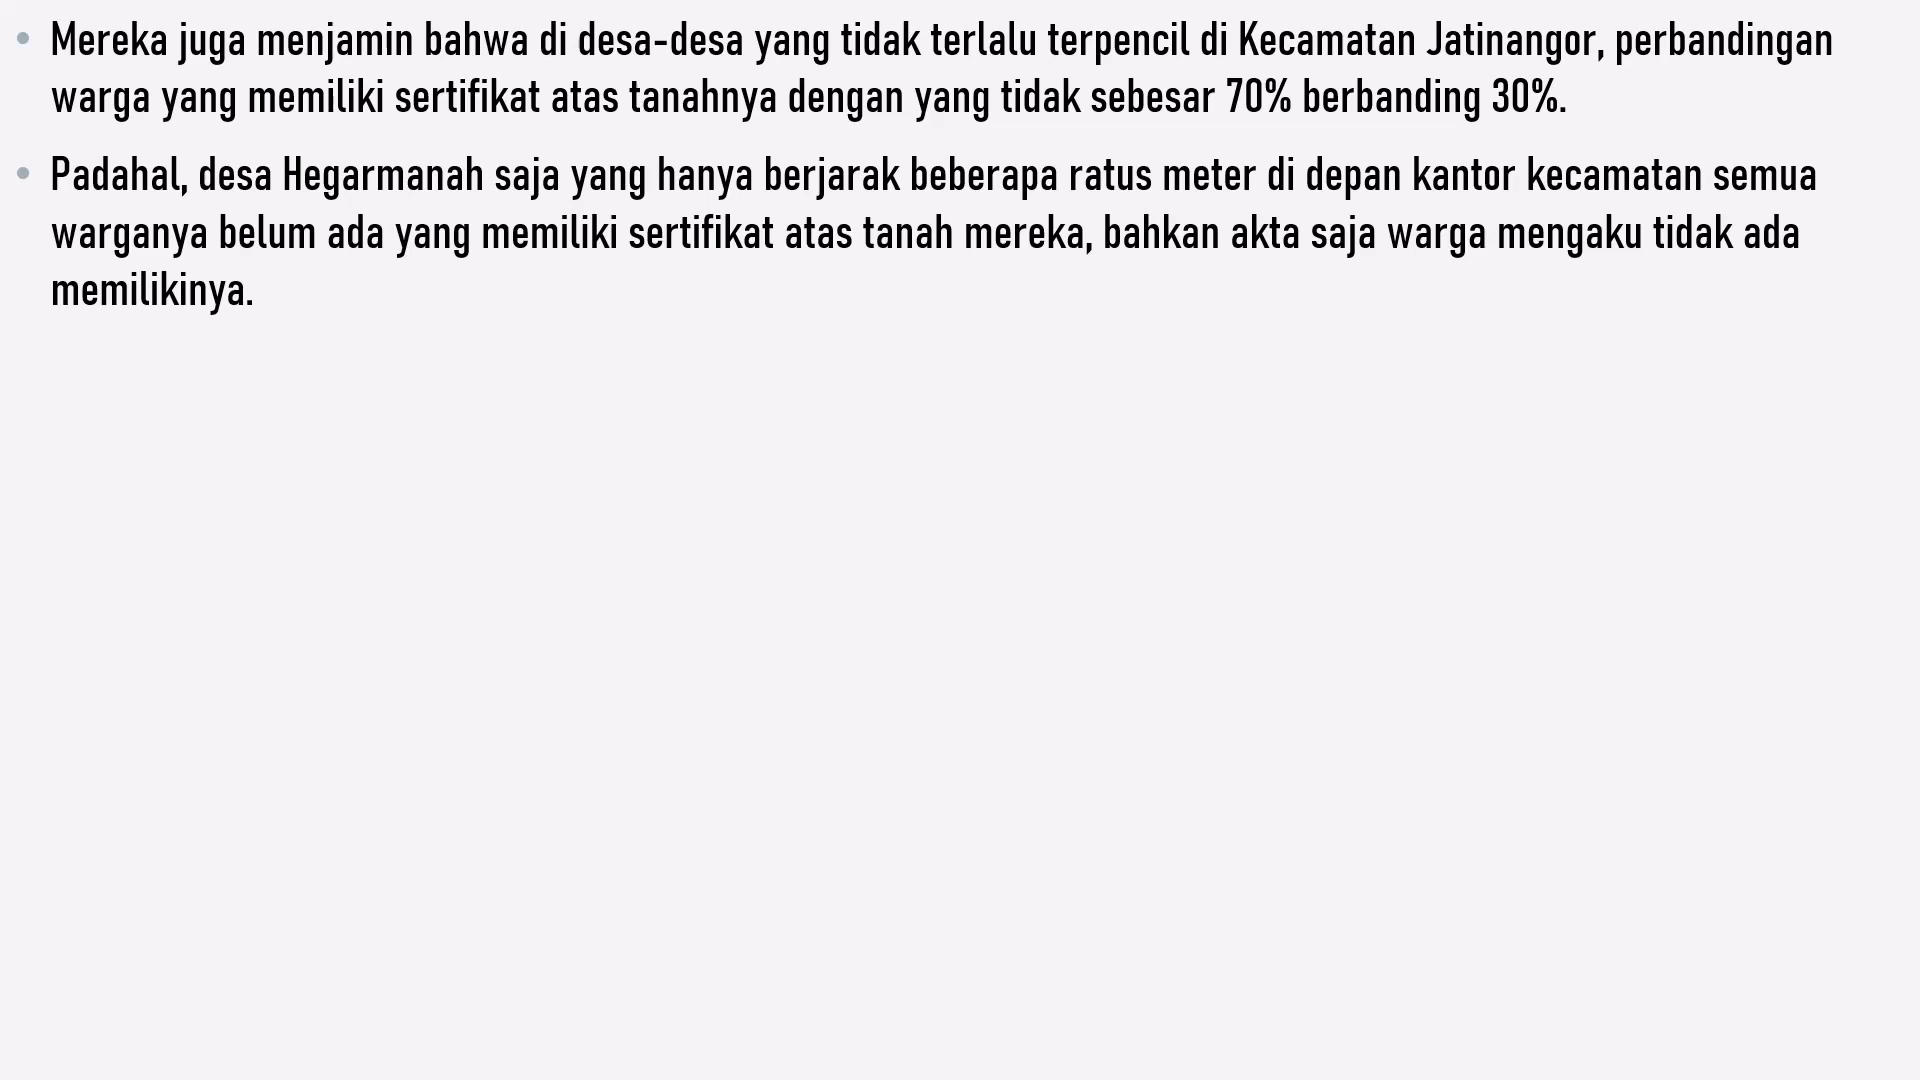 • Mereka juga menjamin bahwa di desa-desa yang tidak terlalu terpencil di Kecamatan Jatinangor, perbandingan
warga yang memiliki sertifikat atas tanahnya dengan yang tidak sebesar 70% berbanding 30%.
• Padahal, desa Hegarmanah saja yang hanya berjarak beberapa ratus meter di depan kantor kecamatan semua
warganya belum ada yang memiliki sertifikat atas tanah mereka, bahkan akta saja warga mengaku tidak ada
memilikinya.